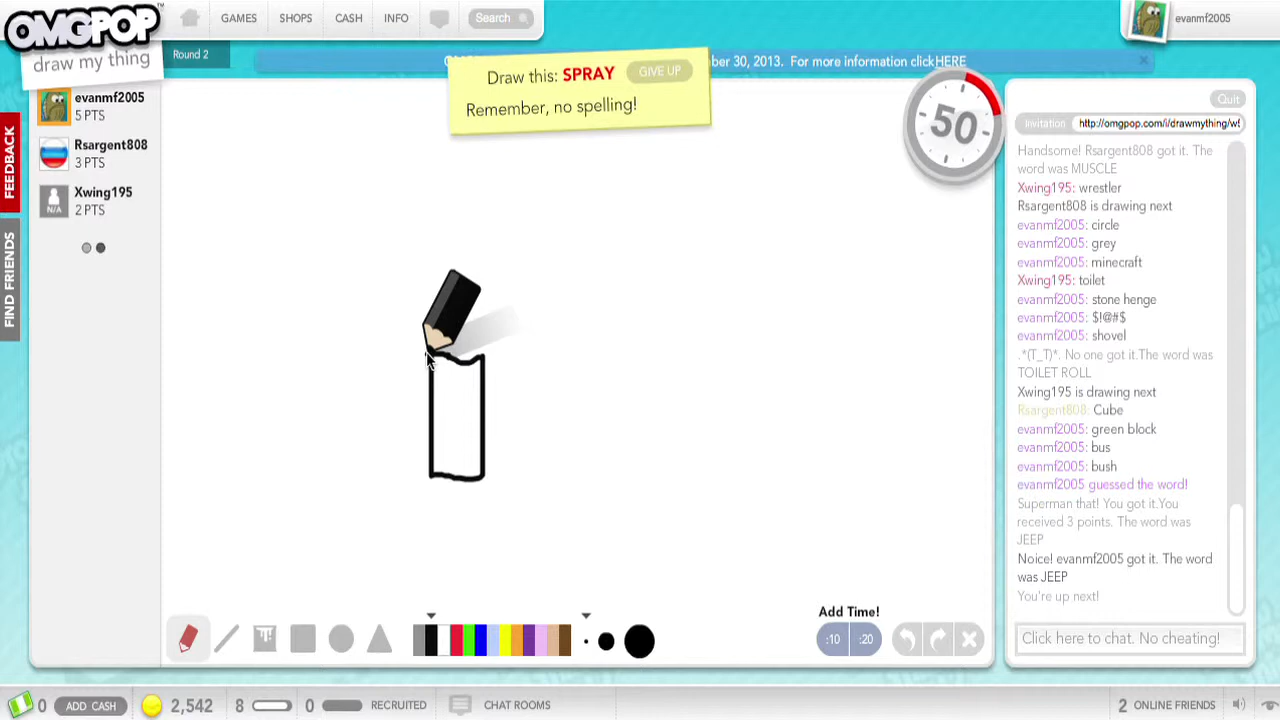 OMGPOP™
GAMES SHOPS CASH INFO Search
evanmf2005
draw my thing
Round 2
ber 30, 2013. For more information clickHERE
Draw this: SPRAY GIVE UP
Remember, no spelling!
50
FEEDBACK
FIND FRIENDS
evanmf2005
5 PTS
Rsargent808
3 PTS
N/A
Xwing195
2 PTS
Quit
Invitation http://omgpop.com/i/drawmything/w
Handsome! Rsargent808 got it. The
word was MUSCLE
Xwing195: wrestler
Rsargent808 is drawing next
evanmf2005: circle
evanmf2005: grey
evanmf2005: minecraft
Xwing195: toilet
evanmf2005: stone henge
evanmf2005: $!@#$
evanmf2005: shovel
.*(T_T)*. No one got it.The word was
TOILET ROLL
Xwing195 is drawing next
Rsargent808: Cube
evanmf2005: green block
evanmf2005: bus
evanmf2005: bush
evanmf2005 guessed the word!
Superman that! You got it.You
received 3 points. The word was
JEEP
Noice! evanmf2005 got it. The word
was JEEP
You're up next!
Click here to chat. No cheating!
Add Time!
:10 :20
0 ADD CASH 2,542 8 0 RECRUITED CHAT ROOMS 2 ONLINE FRIENDS